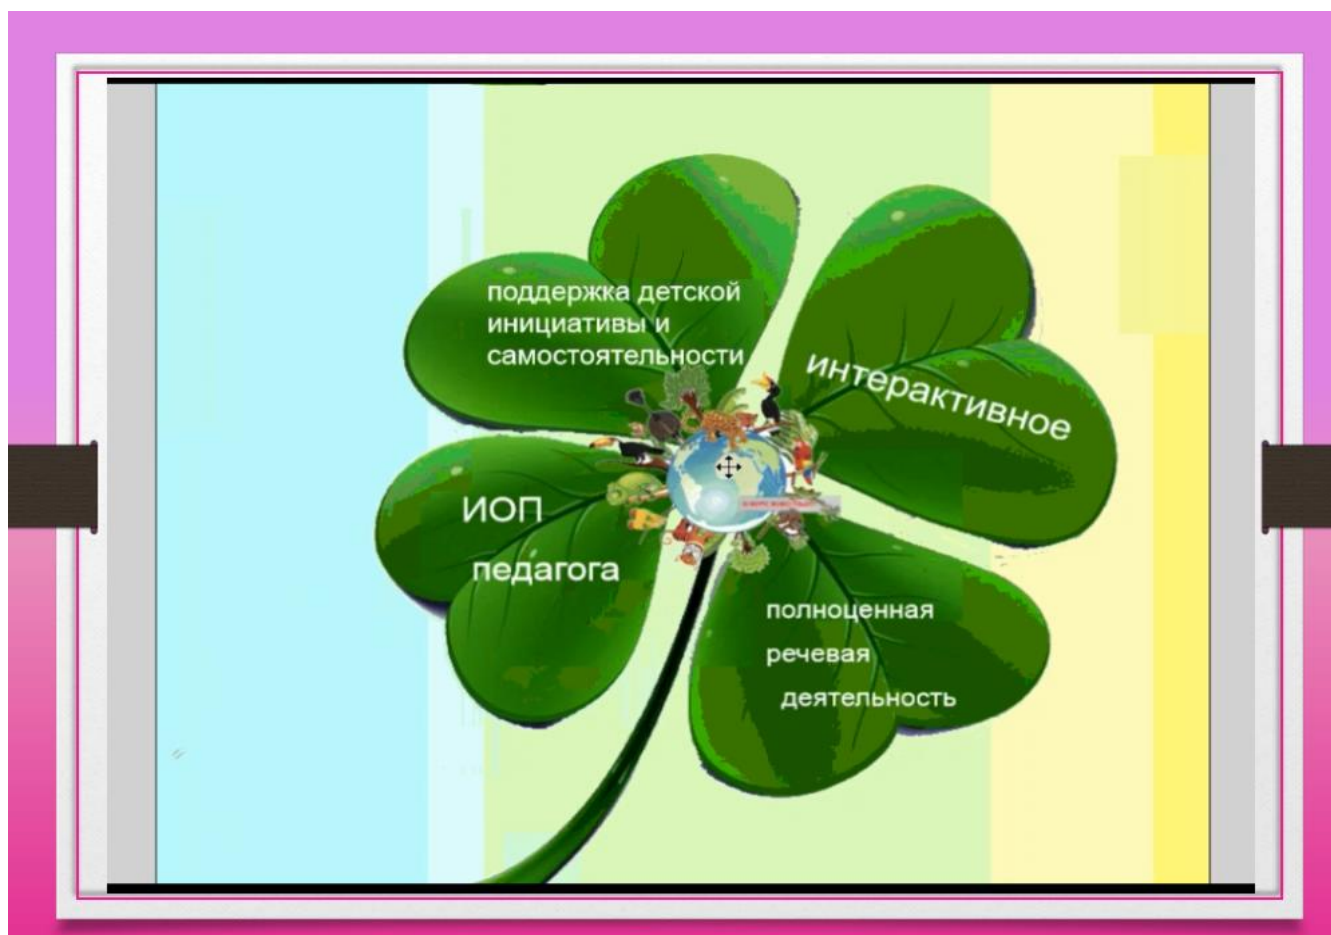 поддержка детской
инициативы и
самостоятельности
интерактивное
ИОП
педагога
полноценная
речевая
деятельность